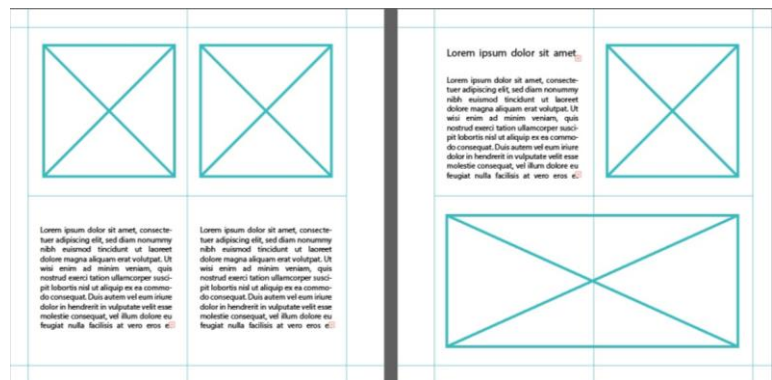 Lorem ipsum dolor sit amet, consecte-
tuer adipiscing elit, sed diam nonummy
nibh euismod tincidunt ut laoreet
dolore magna aliquam erat volutpat. Ut
wisi enim ad minim veniam, quis
nostrud exerci tation ullamcorper susci-
pit lobortis nisl ut aliquip ex ea commo-
do consequat. Duis autem vel eum iriure
dolor in hendrerit in vulputate velit esse
molestie consequat, vel illum dolore eu
feugiat nulla facilisis at vero eros e
Lorem ipsum dolor sit amet, consecte-
tuer adipiscing elit, sed diam nonummy
nibh euismod tincidunt ut laoreet
dolore magna aliquam erat volutpat. Ut
wisi enim ad minim veniam, quis
nostrud exerci tation ullamcorper susci-
pit lobortis nisl ut aliquip ex ea commo-
do consequat. Duis autem vel eum iriure
dolor in hendrerit in vulputate velit esse
molestie consequat, vel illum dolore eu
feugiat nulla facilisis at vero eros e
Lorem ipsum dolor sit amet
Lorem ipsum dolor sit amet, consecte-
tuer adipiscing elit, sed diam nonummy
nibh euismod tincidunt ut laoreet
dolore magna aliquam erat volutpat. Ut
wisi enim ad minim veniam, quis
nostrud exerci tation ullamcorper susci-
pit lobortis nisl ut aliquip ex ea commo-
do consequat. Duis autem vel eum iriure
dolor in hendrerit in vulputate velit esse
molestie consequat, vel illum dolore eu
feugiat nulla facilisis at vero eros e